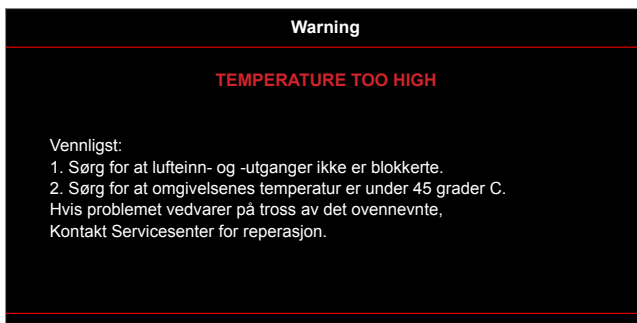 Warning
TEMPERATURE TOO HIGH
Vennligst:
1. Sørg for at lufteinn- og -utganger ikke er blokkerte.
2. Sørg for at omgivelsenes temperatur er under 45 grader C.
Hvis problemet vedvarer på tross av det ovennevnte,
Kontakt Servicesenter for reperasjon.